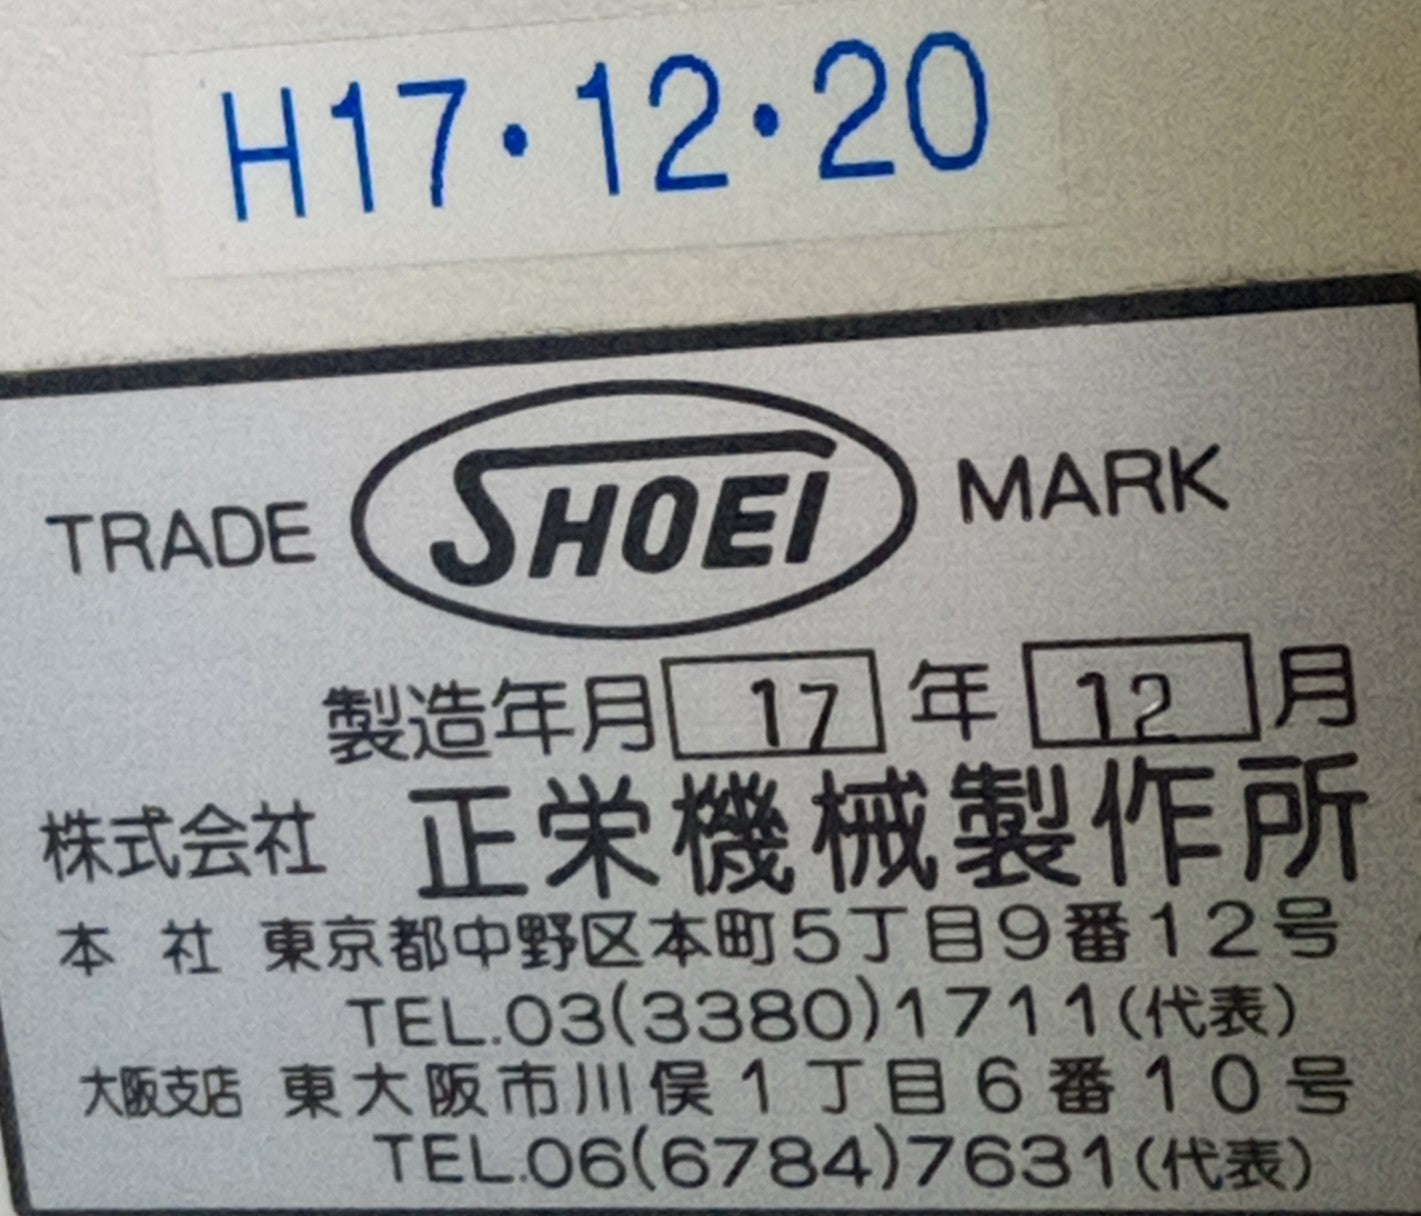 H17・12・20
TRADE SHOEI MARK
製造年月 17 年 12 月
株式会社 正栄機械製作所
本社 東京都中野区本町5丁目9番12号
TEL.03(3380)1711(代表)
大阪支店 東大阪市川俣1丁目6番10号
TEL.06(6784)7631(代表)